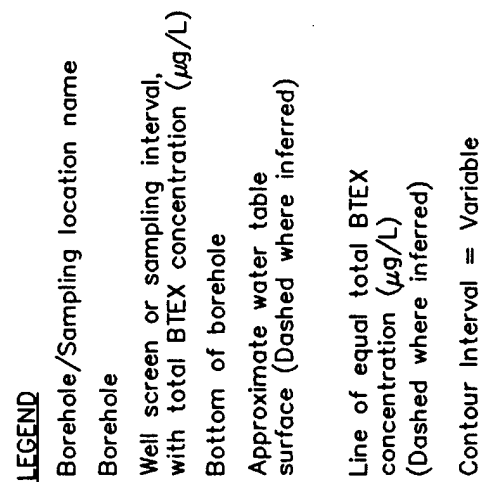 LEGEND
Borehole/Sampling location name
Borehole
Well screen or sampling interval,
with total BTEX concentration (μg/L)
Bottom of borehole
Approximate water table
surface (Dashed where inferred)
Line of equal total BTEX
concentration (μg/L)
(Dashed where inferred)
Contour Interval = Variable